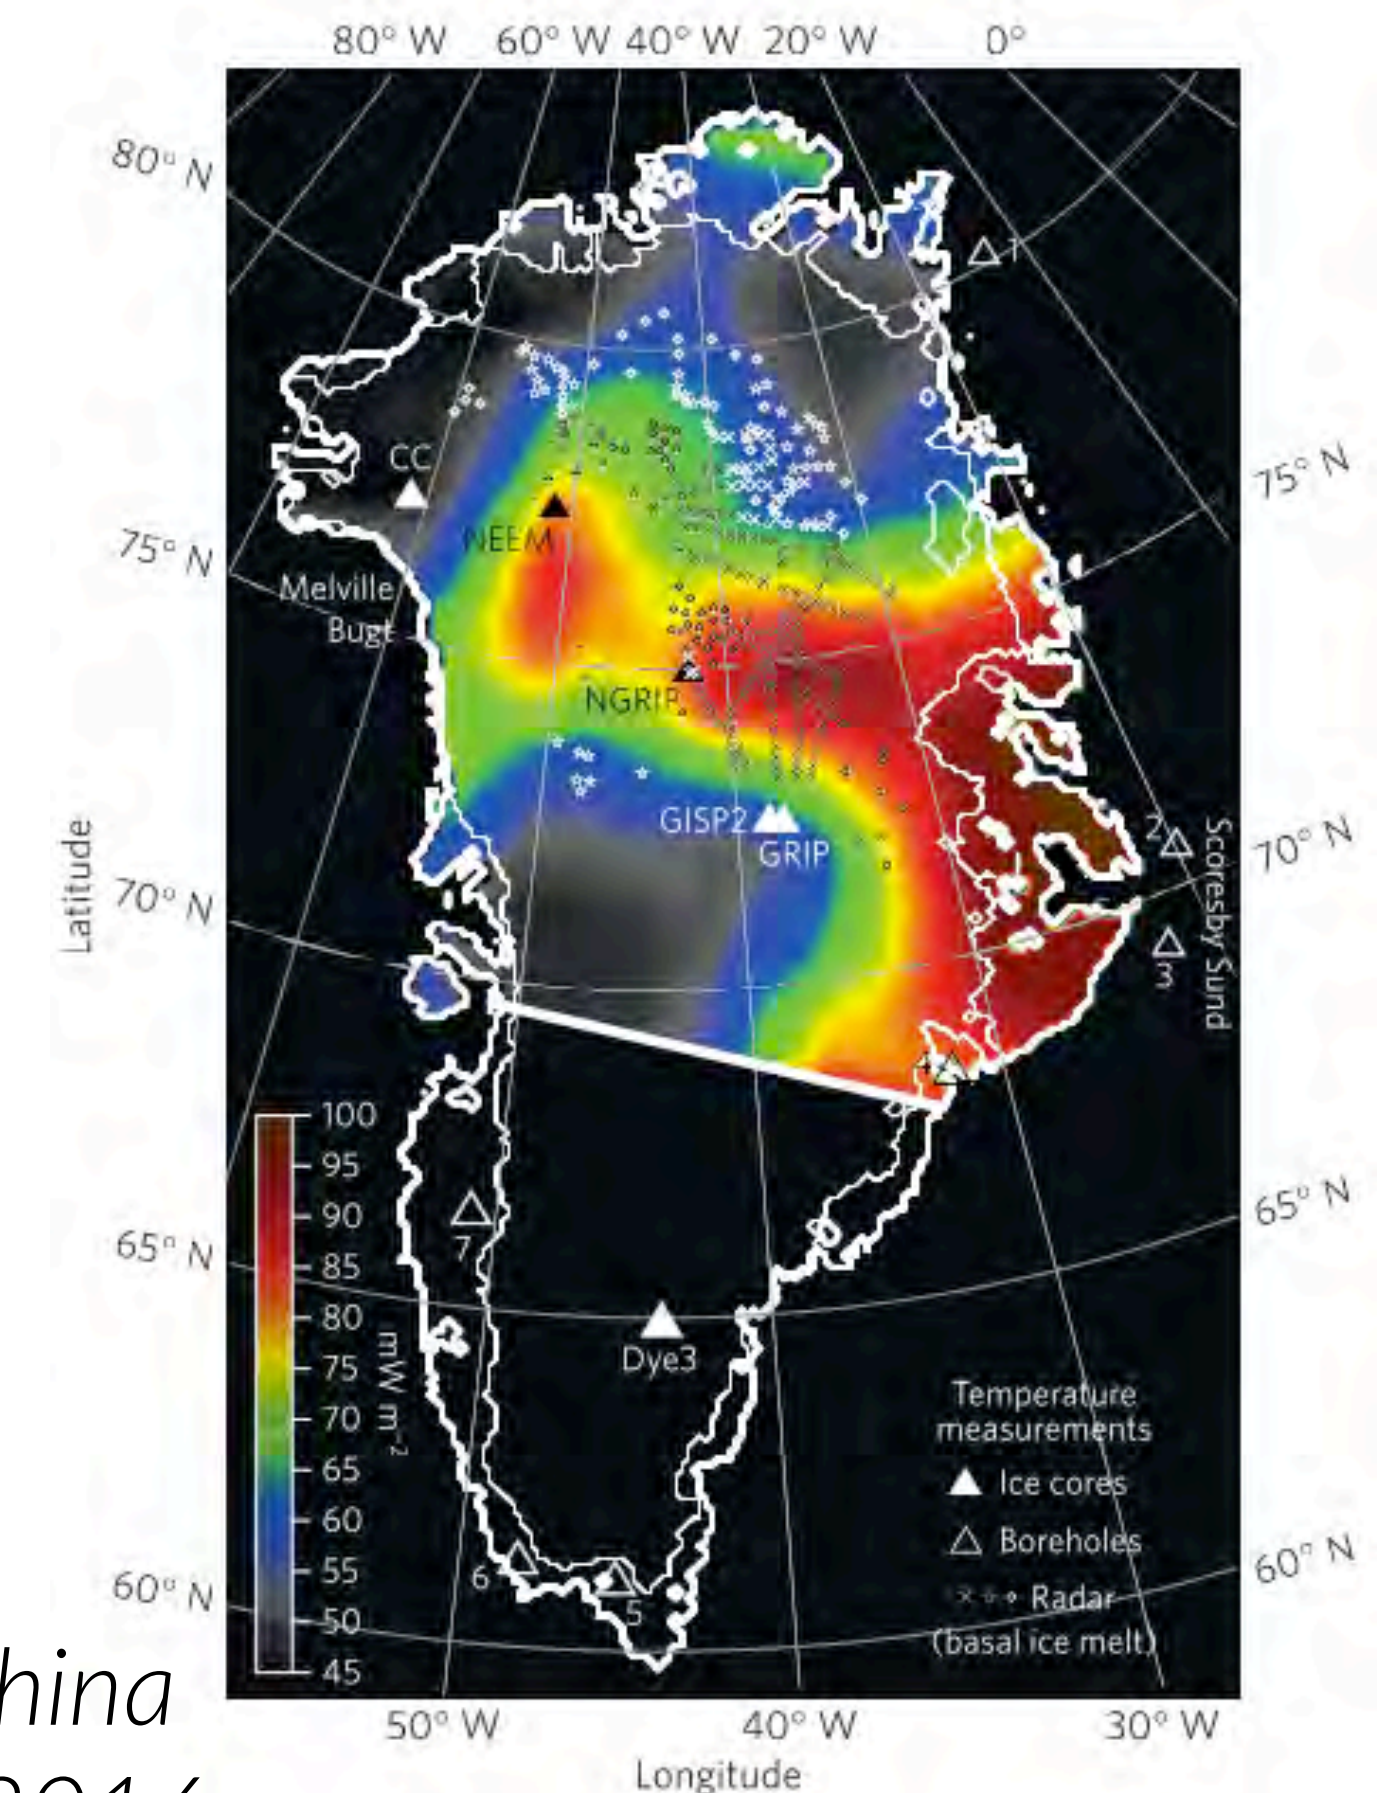 80° W 60° W 40° W 20° W 0°
80° N
75° N
70° N
65° N
60° N
Latitude
75° N
70° N
65° N
60° N
1
CC
NEEM
Melville
Bugt
NGRIP
GISP2
GRIP
2
Scoresby Sund
3
4
100
95
90
85
80
75
70
65
60
55
50
45
mW m⁻²
7
Dye3
6
5
Temperature
measurements
Ice cores
Boreholes
Radar
(basal ice melt)
50° W 40° W 30° W
Longitude
hina